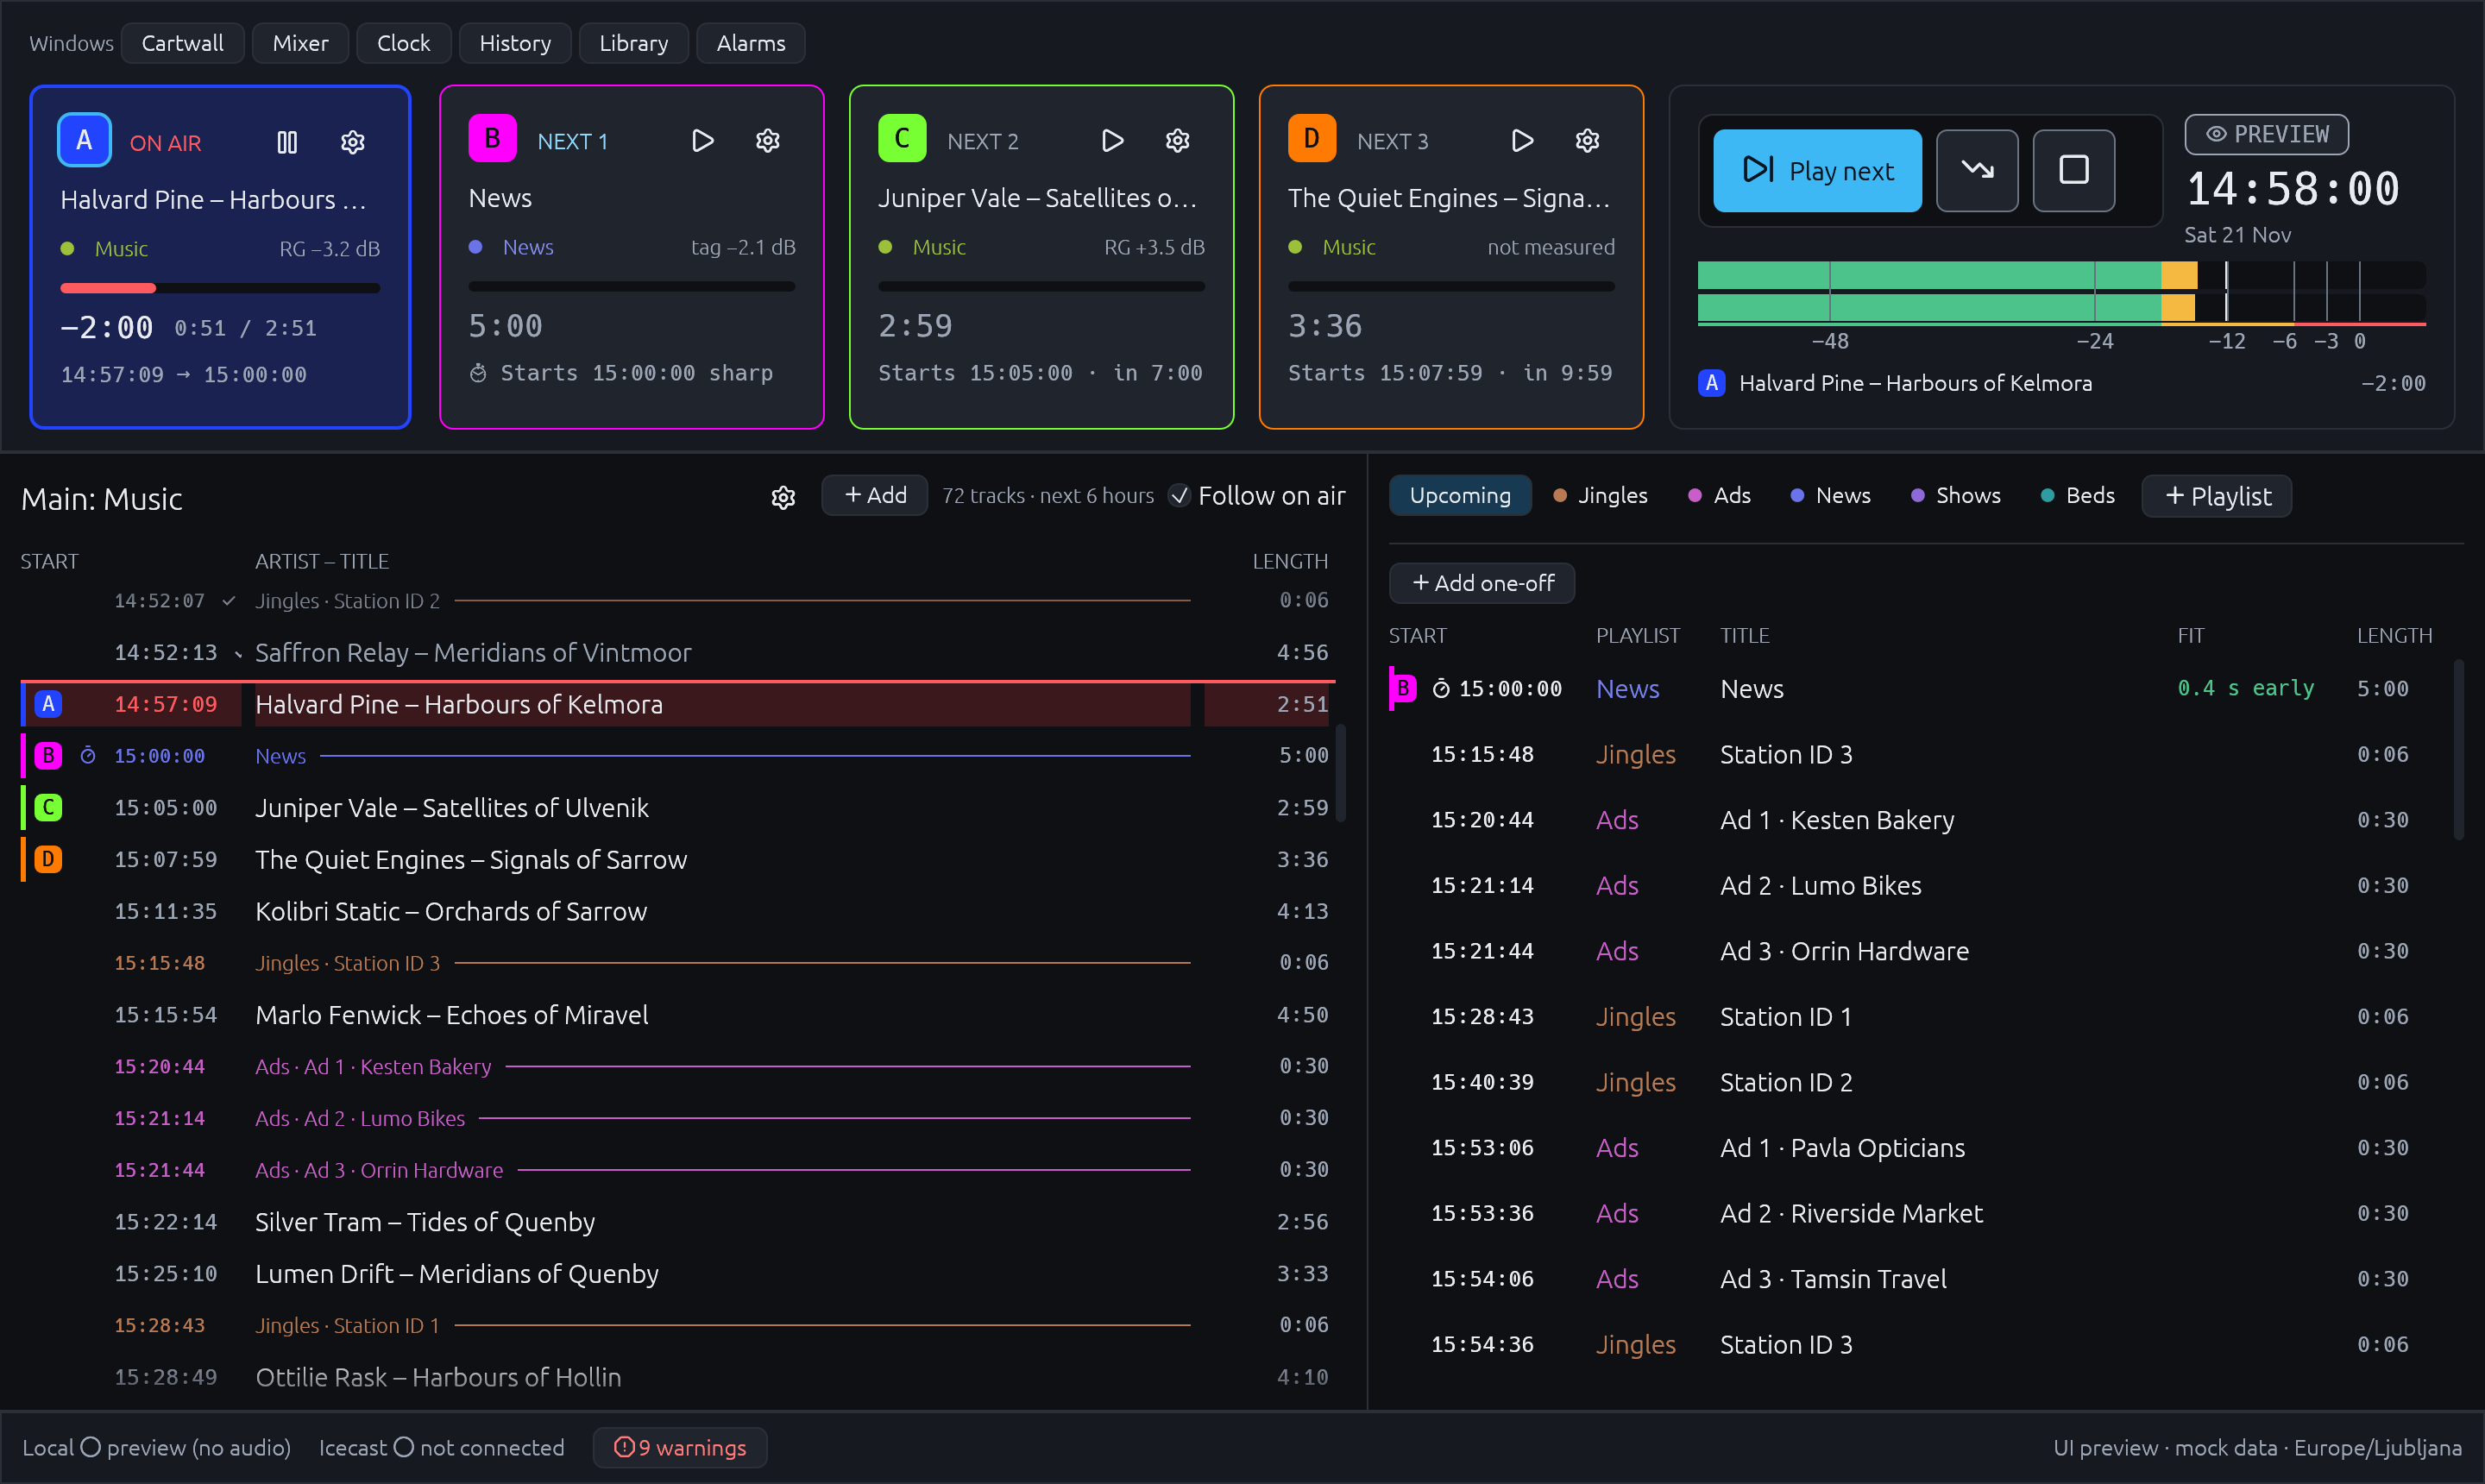 Windows Cartwall Mixer Clock History Library Alarms
A ON AIR
Halvard Pine – Harbours …
Music RG −3.2 dB
−2:00 0:51 / 2:51
14:57:09 → 15:00:00
B NEXT 1
News
News tag −2.1 dB
5:00
Starts 15:00:00 sharp
C NEXT 2
Juniper Vale – Satellites o…
Music RG +3.5 dB
2:59
Starts 15:05:00 · in 7:00
D NEXT 3
The Quiet Engines – Signa…
Music not measured
3:36
Starts 15:07:59 · in 9:59
Play next
PREVIEW
14:58:00
Sat 21 Nov
−48 −24 −12 −6 −3 0
A Halvard Pine – Harbours of Kelmora −2:00
Main: Music + Add 72 tracks · next 6 hours Follow on air
START ARTIST – TITLE LENGTH
14:52:07 Jingles · Station ID 2 0:06
14:52:13 Saffron Relay – Meridians of Vintmoor 4:56
A 14:57:09 Halvard Pine – Harbours of Kelmora 2:51
B 15:00:00 News 5:00
C 15:05:00 Juniper Vale – Satellites of Ulvenik 2:59
D 15:07:59 The Quiet Engines – Signals of Sarrow 3:36
15:11:35 Kolibri Static – Orchards of Sarrow 4:13
15:15:48 Jingles · Station ID 3 0:06
15:15:54 Marlo Fenwick – Echoes of Miravel 4:50
15:20:44 Ads · Ad 1 · Kesten Bakery 0:30
15:21:14 Ads · Ad 2 · Lumo Bikes 0:30
15:21:44 Ads · Ad 3 · Orrin Hardware 0:30
15:22:14 Silver Tram – Tides of Quenby 2:56
15:25:10 Lumen Drift – Meridians of Quenby 3:33
15:28:43 Jingles · Station ID 1 0:06
15:28:49 Ottilie Rask – Harbours of Hollin 4:10
Upcoming Jingles Ads News Shows Beds + Playlist
+ Add one-off
START PLAYLIST TITLE FIT LENGTH
B 15:00:00 News News 0.4 s early 5:00
15:15:48 Jingles Station ID 3 0:06
15:20:44 Ads Ad 1 · Kesten Bakery 0:30
15:21:14 Ads Ad 2 · Lumo Bikes 0:30
15:21:44 Ads Ad 3 · Orrin Hardware 0:30
15:28:43 Jingles Station ID 1 0:06
15:40:39 Jingles Station ID 2 0:06
15:53:06 Ads Ad 1 · Pavla Opticians 0:30
15:53:36 Ads Ad 2 · Riverside Market 0:30
15:54:06 Ads Ad 3 · Tamsin Travel 0:30
15:54:36 Jingles Station ID 3 0:06
Local preview (no audio) Icecast not connected 9 warnings UI preview · mock data · Europe/Ljubljana